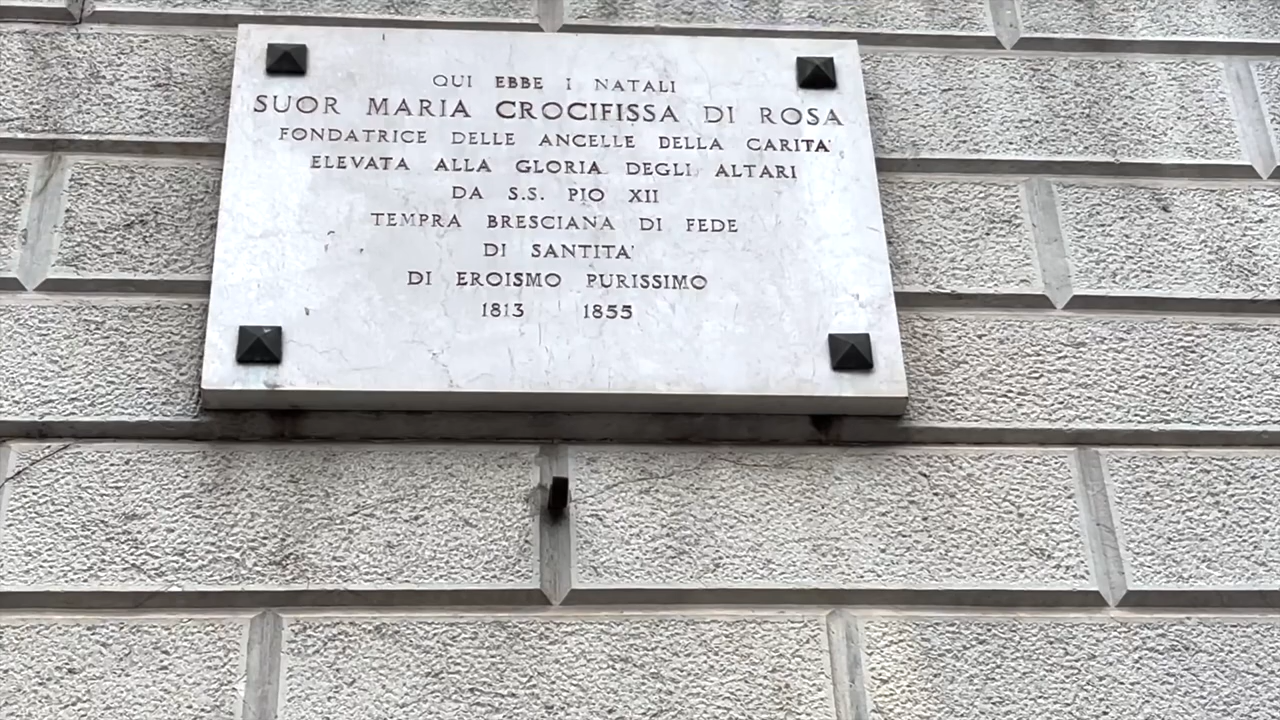 QUI EBBE I NATALI
SUOR MARIA CROCIFISSA DI ROSA
FONDATRICE DELLE ANCELLE DELLA CARITA'
ELEVATA ALLA GLORIA DEGLI ALTARI
DA S.S. PIO XII
TEMPRA BRESCIANA DI FEDE
DI SANTITA'
DI EROISMO PURISSIMO
1813 1855